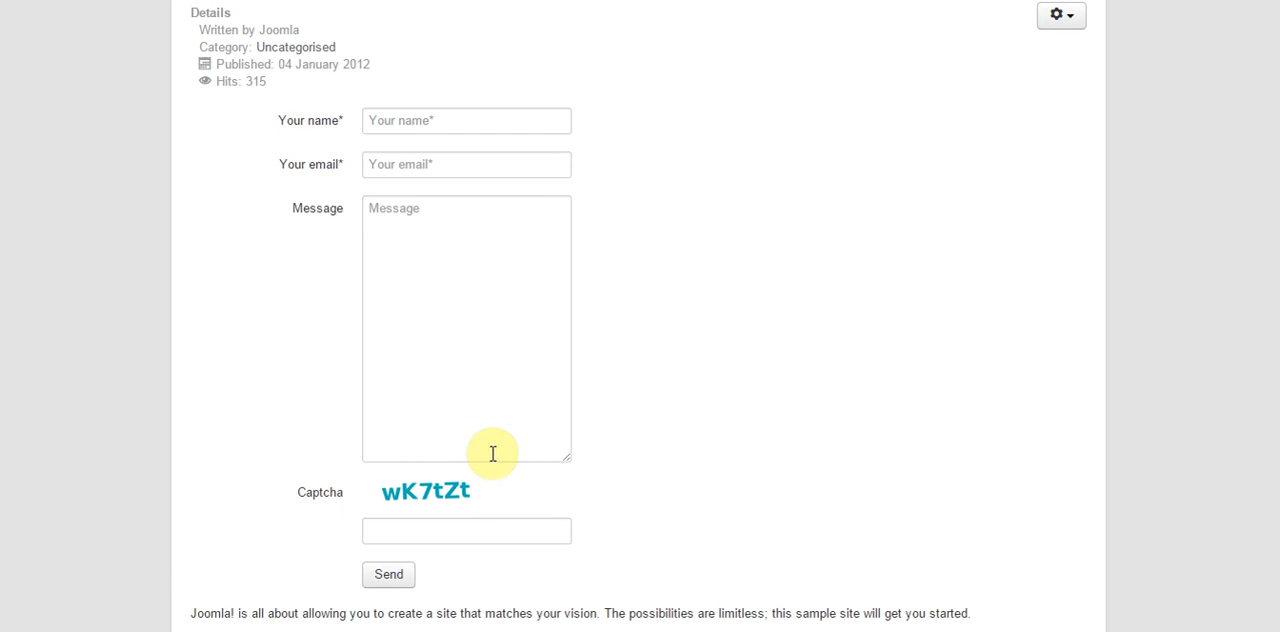 Details
Written by Joomla
Category: Uncategorised
Published: 04 January 2012
Hits: 315
Your name*
Your name*
Your email*
Your email*
Message
Message
Captcha
wK7tZt
Send
Joomla! is all about allowing you to create a site that matches your vision. The possibilities are limitless; this sample site will get you started.